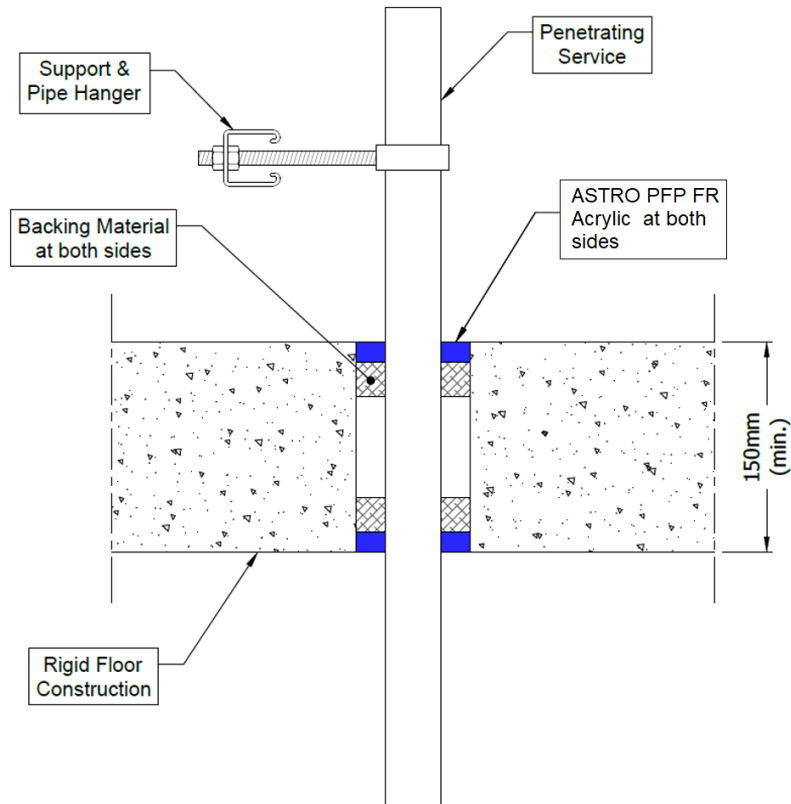 Penetrating
Service
Support &
Pipe Hanger
ASTRO PFP FR
Acrylic at both
sides
Backing Material
at both sides
150mm
(min.)
Rigid Floor
Construction